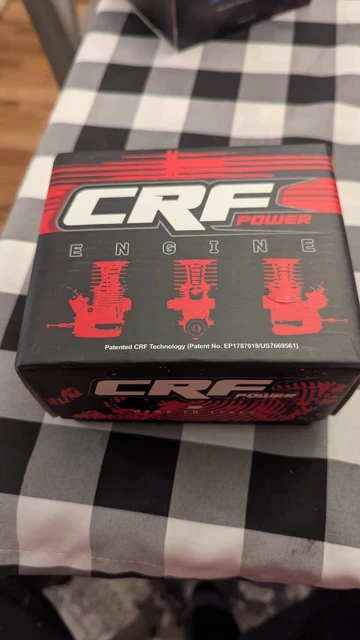 CRF
POWER
ENGINE
Patented CRF Technology (Patent No. EP1787018/US7669561)
CRF
POWER